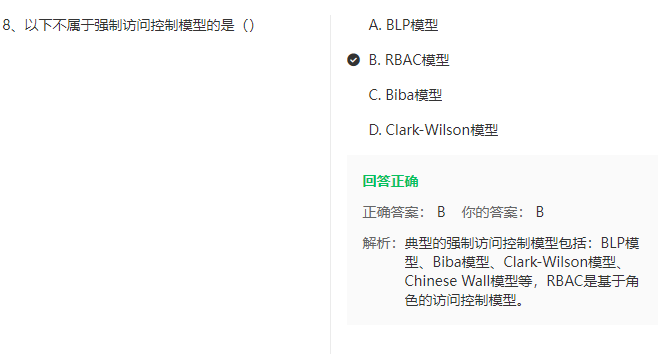 8、以下不属于强制访问控制模型的是（）
A. BLP模型
B. RBAC模型
C. Biba模型
D. Clark-Wilson模型
回答正确
正确答案： B 你的答案： B
解析： 典型的强制访问控制模型包括：BLP模
型、Biba模型、Clark-Wilson模型、
Chinese Wall模型等，RBAC是基于角
色的访问控制模型。